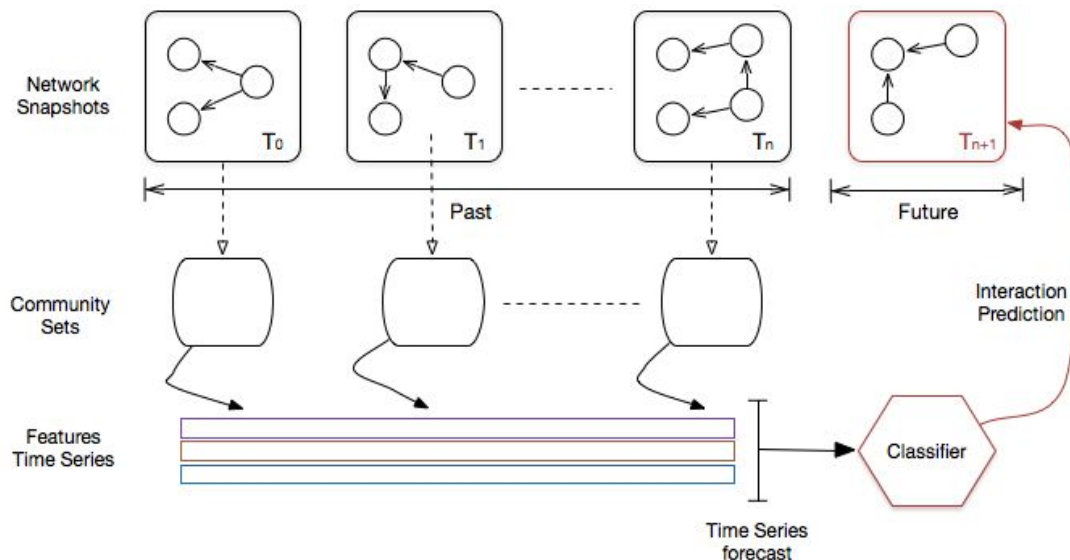 Network
Snapshots
T0
T1
Tn
Tn+1
Past
Future
Community
Sets
Interaction
Prediction
Features
Time Series
Classifier
Time Series
forecast